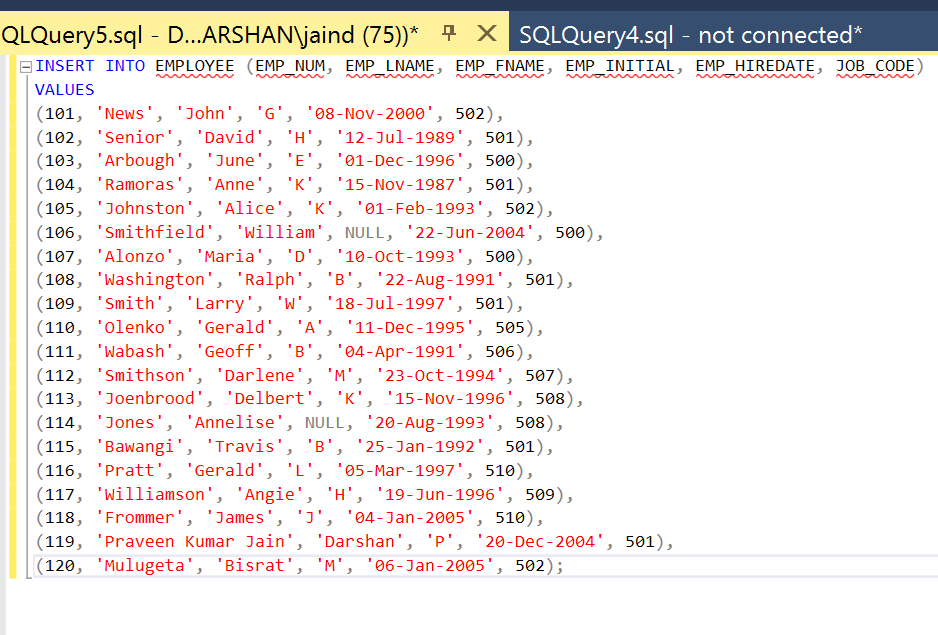 QLQuery5.sql - D...ARSHAN\jaind (75))* SQLQuery4.sql - not connected*
INSERT INTO EMPLOYEE (EMP_NUM, EMP_LNAME, EMP_FNAME, EMP_INITIAL, EMP_HIREDATE, JOB_CODE)
VALUES
(101, 'News', 'John', 'G', '08-Nov-2000', 502),
(102, 'Senior', 'David', 'H', '12-Jul-1989', 501),
(103, 'Arbough', 'June', 'E', '01-Dec-1996', 500),
(104, 'Ramoras', 'Anne', 'K', '15-Nov-1987', 501),
(105, 'Johnston', 'Alice', 'K', '01-Feb-1993', 502),
(106, 'Smithfield', 'William', NULL, '22-Jun-2004', 500),
(107, 'Alonzo', 'Maria', 'D', '10-Oct-1993', 500),
(108, 'Washington', 'Ralph', 'B', '22-Aug-1991', 501),
(109, 'Smith', 'Larry', 'W', '18-Jul-1997', 501),
(110, 'Olenko', 'Gerald', 'A', '11-Dec-1995', 505),
(111, 'Wabash', 'Geoff', 'B', '04-Apr-1991', 506),
(112, 'Smithson', 'Darlene', 'M', '23-Oct-1994', 507),
(113, 'Joenbrood', 'Delbert', 'K', '15-Nov-1996', 508),
(114, 'Jones', 'Annelise', NULL, '20-Aug-1993', 508),
(115, 'Bawangi', 'Travis', 'B', '25-Jan-1992', 501),
(116, 'Pratt', 'Gerald', 'L', '05-Mar-1997', 510),
(117, 'Williamson', 'Angie', 'H', '19-Jun-1996', 509),
(118, 'Frommer', 'James', 'J', '04-Jan-2005', 510),
(119, 'Praveen Kumar Jain', 'Darshan', 'P', '20-Dec-2004', 501),
(120, 'Mulugeta', 'Bisrat', 'M', '06-Jan-2005', 502);